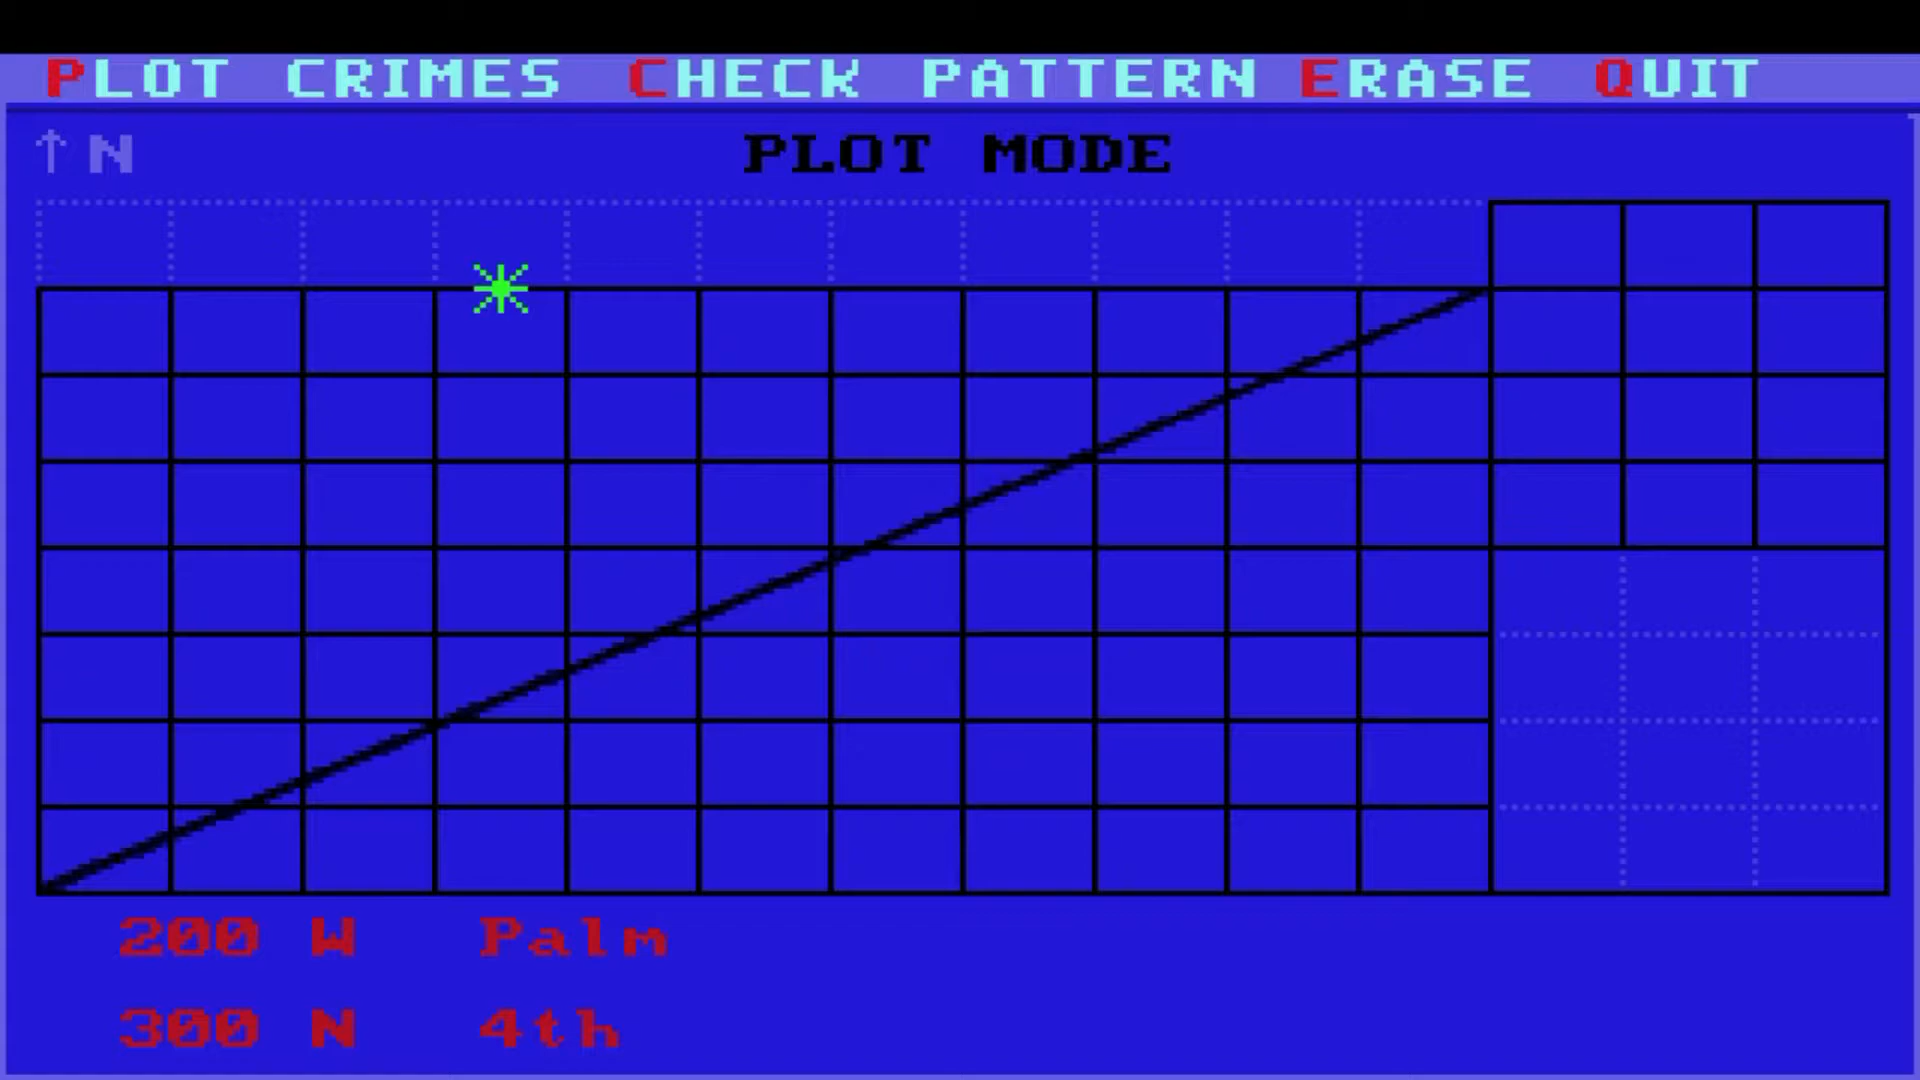 PLOT CRIMES CHECK PATTERN ERASE QUIT
↑N PLOT MODE
200 W Palm
300 N 4th